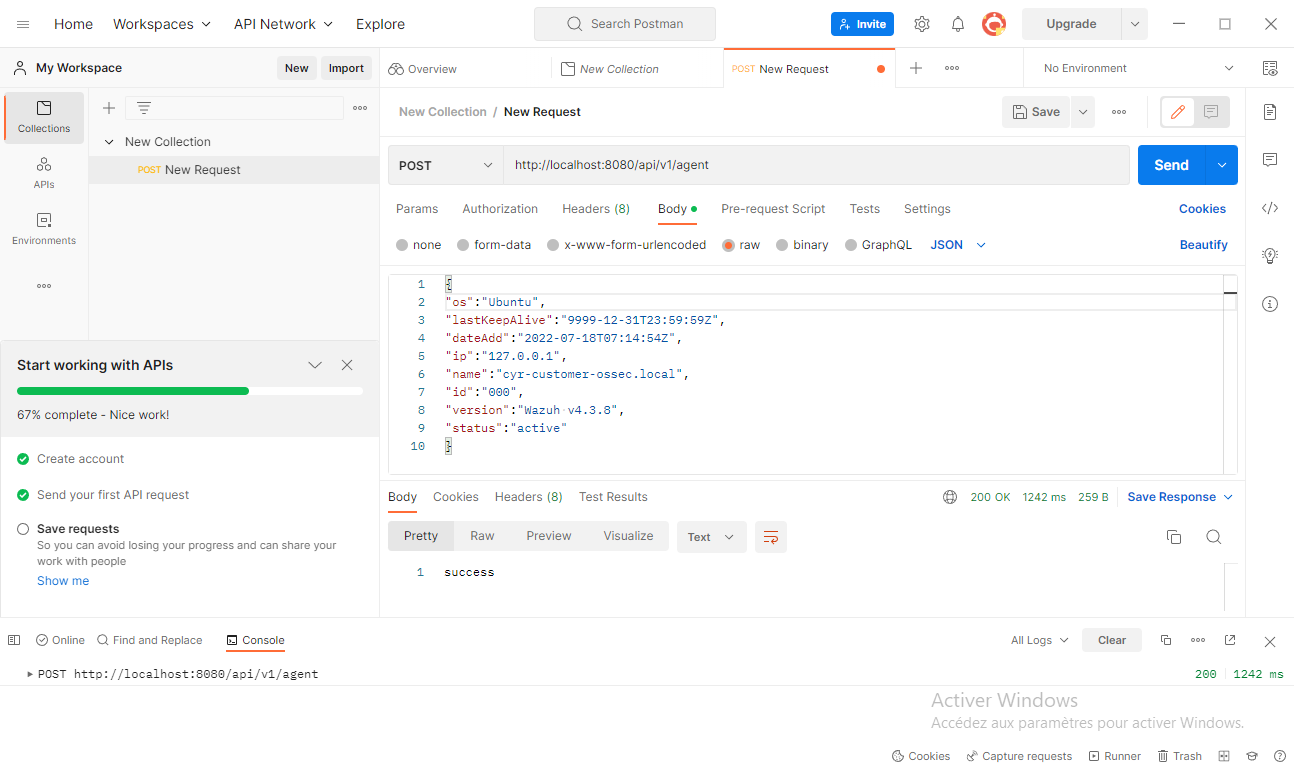 Home Workspaces API Network Explore Search Postman Invite Upgrade
My Workspace New Import Overview New Collection POST New Request No Environment
Collections
APIs
Environments
New Collection
POST New Request
New Collection / New Request Save
POST http://localhost:8080/api/v1/agent Send
Params Authorization Headers (8) Body Pre-request Script Tests Settings Cookies
none form-data x-www-form-urlencoded raw binary GraphQL JSON Beautify
1 {
2 "os":"Ubuntu",
3 "lastKeepAlive":"9999-12-31T23:59:59Z",
4 "dateAdd":"2022-07-18T07:14:54Z",
5 "ip":"127.0.0.1",
6 "name":"cyr-customer-ossec.local",
7 "id":"000",
8 "version":"Wazuh·v4.3.8",
9 "status":"active"
10 }
Start working with APIs
67% complete - Nice work!
Create account
Send your first API request
Save requests
So you can avoid losing your progress and can share your
work with people
Show me
Body Cookies Headers (8) Test Results 200 OK 1242 ms 259 B Save Response
Pretty Raw Preview Visualize Text
1 success
Online Find and Replace Console All Logs Clear
POST http://localhost:8080/api/v1/agent 200 1242 ms
Activer Windows
Accédez aux paramètres pour activer Windows.
Cookies Capture requests Runner Trash